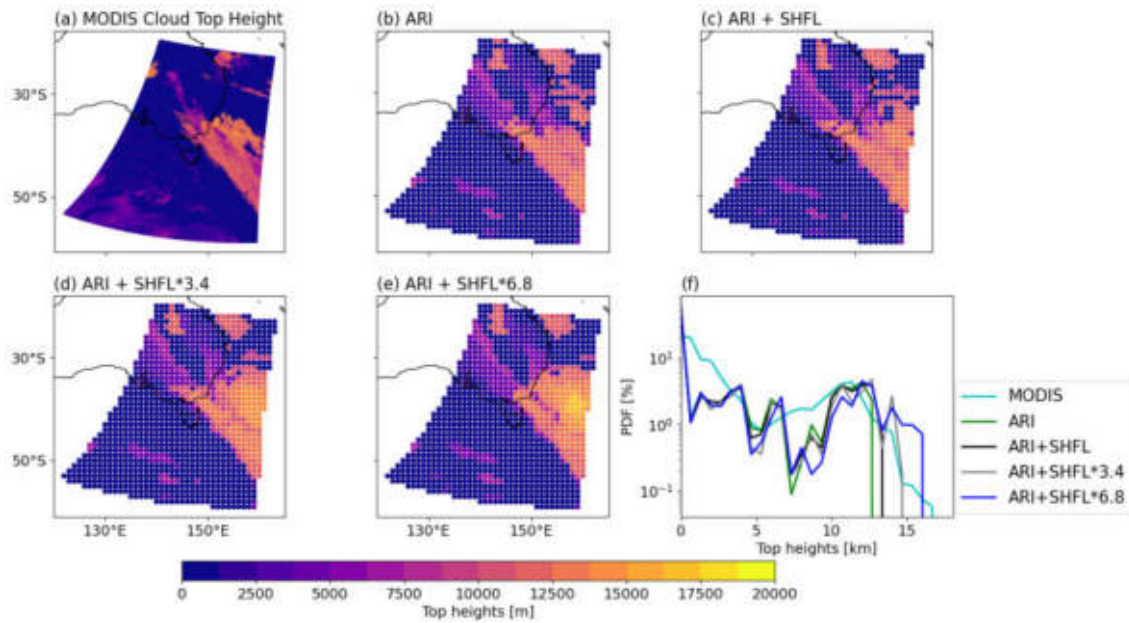 (a) MODIS Cloud Top Height
(b) ARI
(c) ARI + SHFL
30°S
50°S
(d) ARI + SHFL*3.4
(e) ARI + SHFL*6.8
(f)
30°S
50°S
130°E 150°E
130°E 150°E
PDF [%]
10¹
10⁰
10⁻¹
0 5 10 15
Top heights [km]
MODIS
ARI
ARI+SHFL
ARI+SHFL*3.4
ARI+SHFL*6.8
0 2500 5000 7500 10000 12500 15000 17500 20000
Top heights [m]